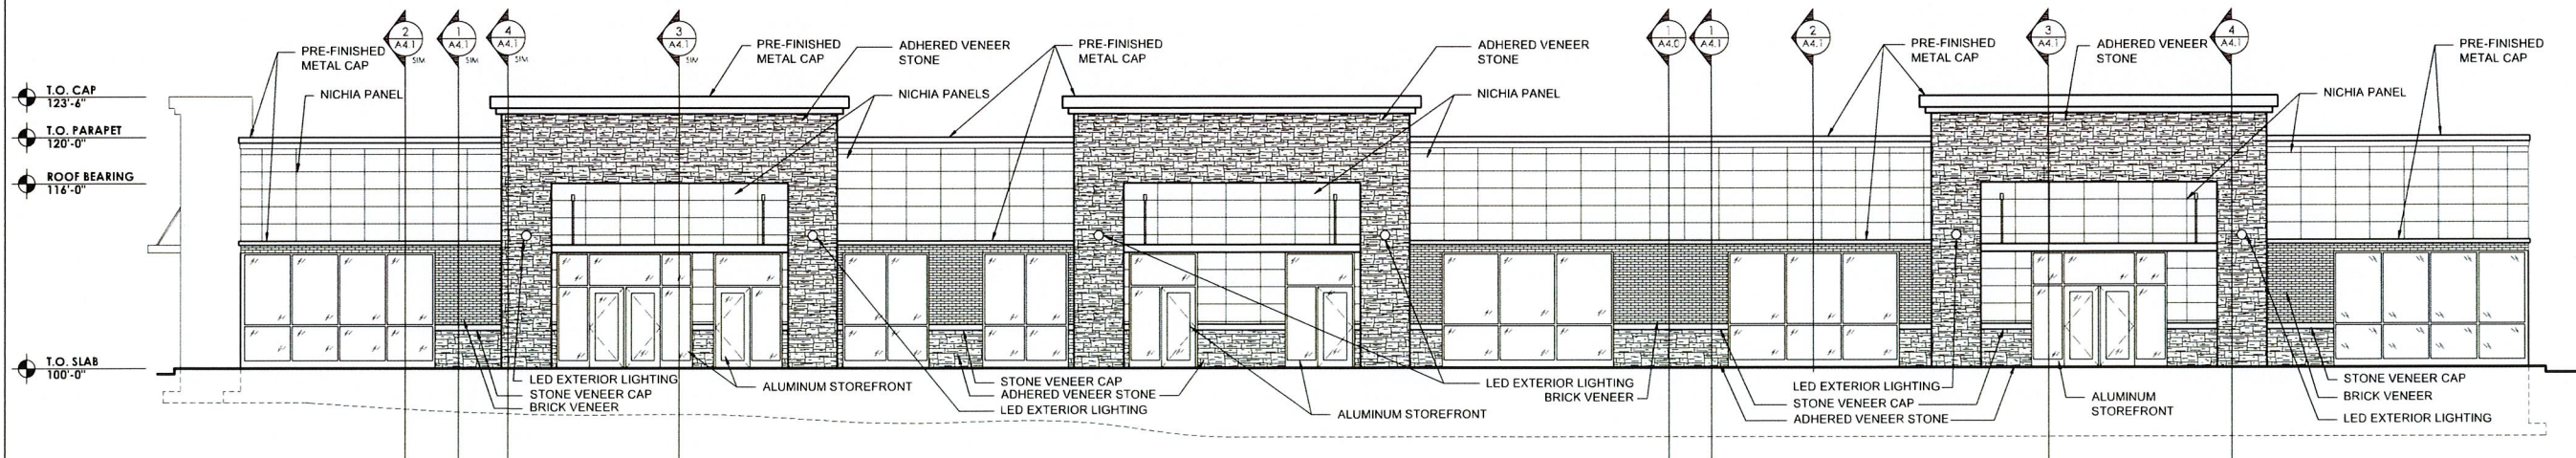 2
A4.1
SIM
1
A4.1
SIM
4
A4.1
SIM
3
A4.1
SIM
1
A4.0
1
A4.1
2
A4.1
3
A4.1
4
A4.1
PRE-FINISHED
METAL CAP
NICHIA PANEL
PRE-FINISHED
METAL CAP
ADHERED VENEER
STONE
NICHIA PANELS
PRE-FINISHED
METAL CAP
ADHERED VENEER
STONE
NICHIA PANEL
PRE-FINISHED
METAL CAP
ADHERED VENEER
STONE
NICHIA PANEL
PRE-FINISHED
METAL CAP
T.O. CAP
123'-6"
T.O. PARAPET
120'-0"
ROOF BEARING
116'-0"
T.O. SLAB
100'-0"
LED EXTERIOR LIGHTING
STONE VENEER CAP
BRICK VENEER
ALUMINUM STOREFRONT
STONE VENEER CAP
ADHERED VENEER STONE
LED EXTERIOR LIGHTING
ALUMINUM STOREFRONT
LED EXTERIOR LIGHTING
BRICK VENEER
LED EXTERIOR LIGHTING
STONE VENEER CAP
ADHERED VENEER STONE
ALUMINUM
STOREFRONT
STONE VENEER CAP
BRICK VENEER
LED EXTERIOR LIGHTING